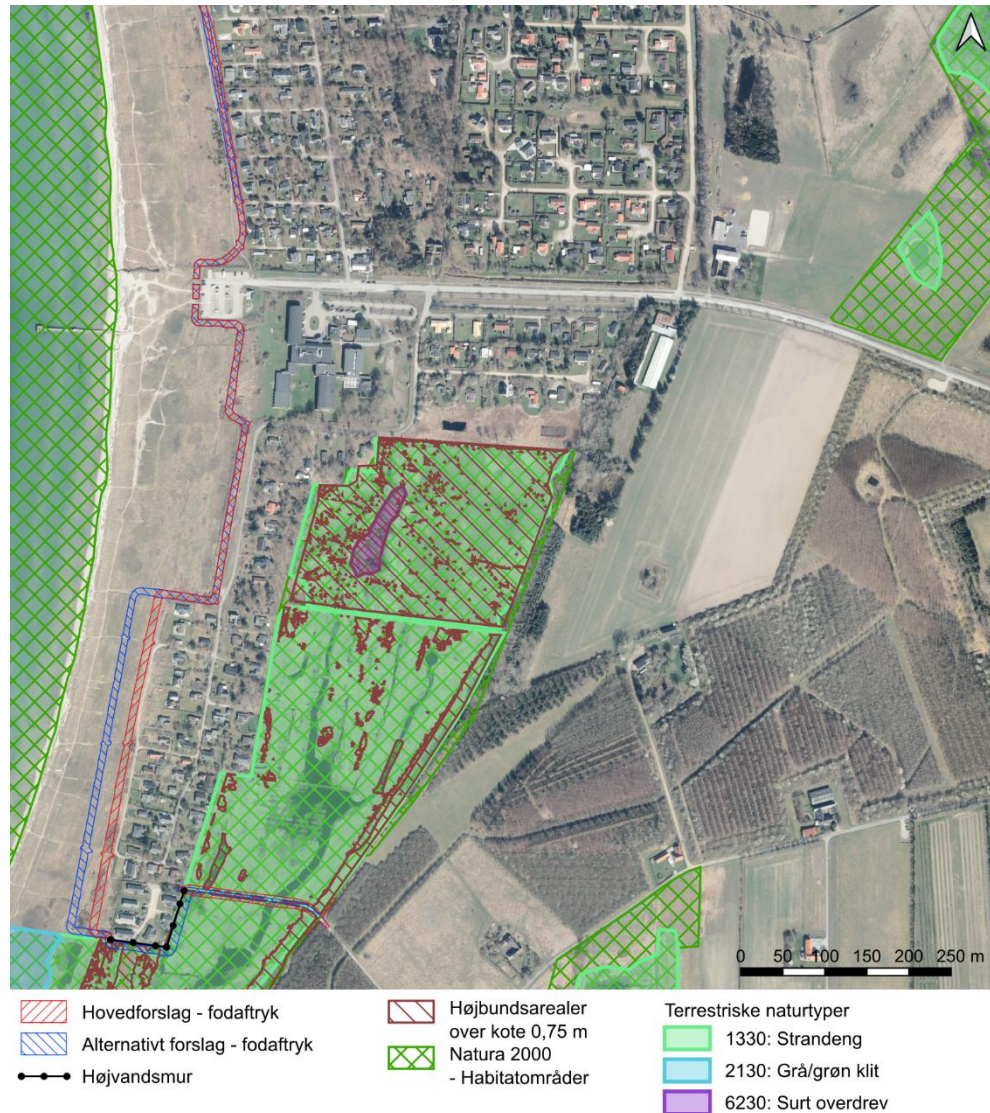 0 50 100 150 200 250 m
Hovedforslag - fodaftryk
Alternativt forslag - fodaftryk
Højvandsmur
Højbundsarealer
over kote 0,75 m
Natura 2000
- Habitatområder
Terrestriske naturtyper
1330: Strandeng
2130: Grå/grøn klit
6230: Surt overdrev